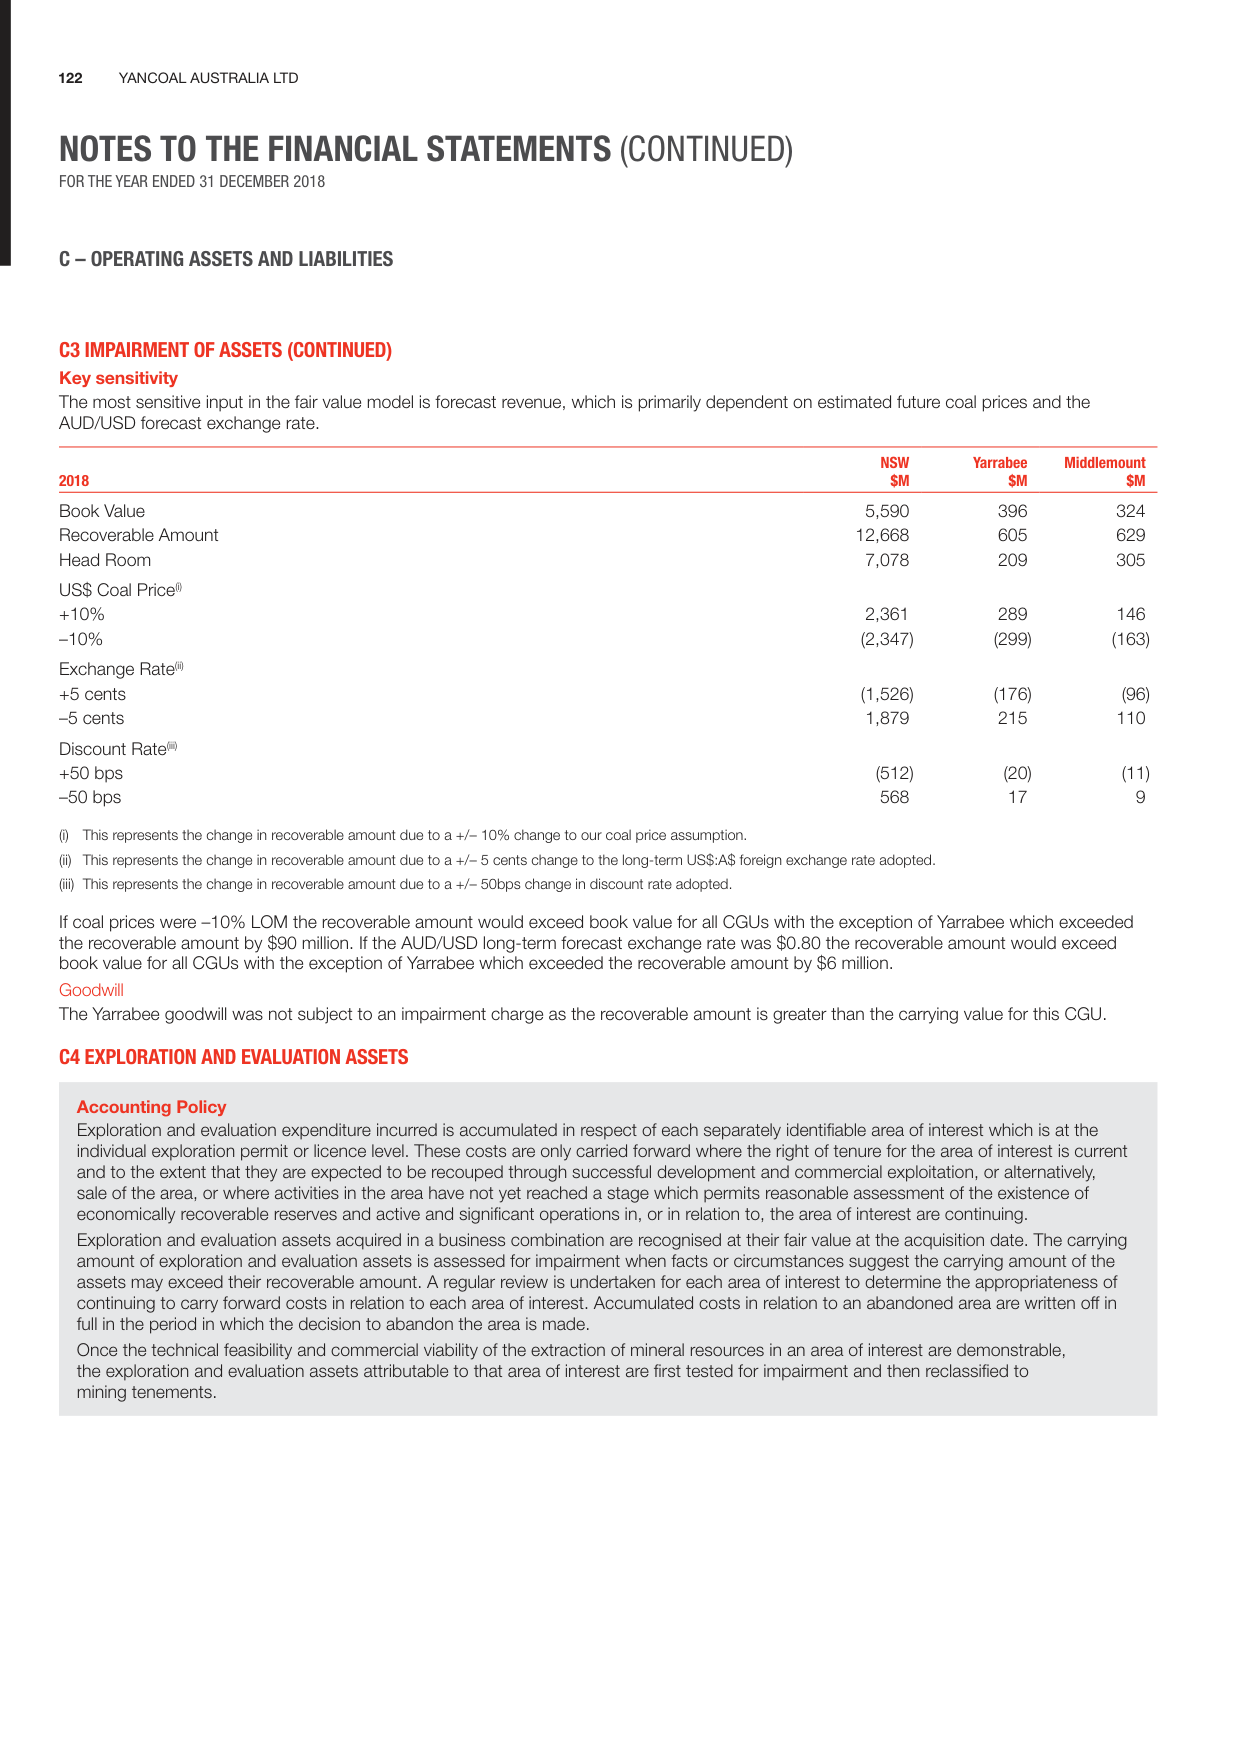 122 YANCOAL AUSTRALIA LTD
NOTES TO THE FINANCIAL STATEMENTS (CONTINUED)
FOR THE YEAR ENDED 31 DECEMBER 2018
C – OPERATING ASSETS AND LIABILITIES
C3 IMPAIRMENT OF ASSETS (CONTINUED)
Key sensitivity
The most sensitive input in the fair value model is forecast revenue, which is primarily dependent on estimated future coal prices and the
AUD/USD forecast exchange rate.
NSW Yarrabee Middlemount
2018 $M $M $M
Book Value 5,590 396 324
Recoverable Amount 12,668 605 629
Head Room 7,078 209 305
US$ Coal Price(i)
+10% 2,361 289 146
–10% (2,347) (299) (163)
Exchange Rate(ii)
+5 cents (1,526) (176) (96)
–5 cents 1,879 215 110
Discount Rate(iii)
+50 bps (512) (20) (11)
–50 bps 568 17 9
(i) This represents the change in recoverable amount due to a +/– 10% change to our coal price assumption.
(ii) This represents the change in recoverable amount due to a +/– 5 cents change to the long-term US$:A$ foreign exchange rate adopted.
(iii) This represents the change in recoverable amount due to a +/– 50bps change in discount rate adopted.
If coal prices were –10% LOM the recoverable amount would exceed book value for all CGUs with the exception of Yarrabee which exceeded
the recoverable amount by $90 million. If the AUD/USD long-term forecast exchange rate was $0.80 the recoverable amount would exceed
book value for all CGUs with the exception of Yarrabee which exceeded the recoverable amount by $6 million.
Goodwill
The Yarrabee goodwill was not subject to an impairment charge as the recoverable amount is greater than the carrying value for this CGU.
C4 EXPLORATION AND EVALUATION ASSETS
Accounting Policy
Exploration and evaluation expenditure incurred is accumulated in respect of each separately identifiable area of interest which is at the
individual exploration permit or licence level. These costs are only carried forward where the right of tenure for the area of interest is current
and to the extent that they are expected to be recouped through successful development and commercial exploitation, or alternatively,
sale of the area, or where activities in the area have not yet reached a stage which permits reasonable assessment of the existence of
economically recoverable reserves and active and significant operations in, or in relation to, the area of interest are continuing.
Exploration and evaluation assets acquired in a business combination are recognised at their fair value at the acquisition date. The carrying
amount of exploration and evaluation assets is assessed for impairment when facts or circumstances suggest the carrying amount of the
assets may exceed their recoverable amount. A regular review is undertaken for each area of interest to determine the appropriateness of
continuing to carry forward costs in relation to each area of interest. Accumulated costs in relation to an abandoned area are written off in
full in the period in which the decision to abandon the area is made.
Once the technical feasibility and commercial viability of the extraction of mineral resources in an area of interest are demonstrable,
the exploration and evaluation assets attributable to that area of interest are first tested for impairment and then reclassified to
mining tenements.